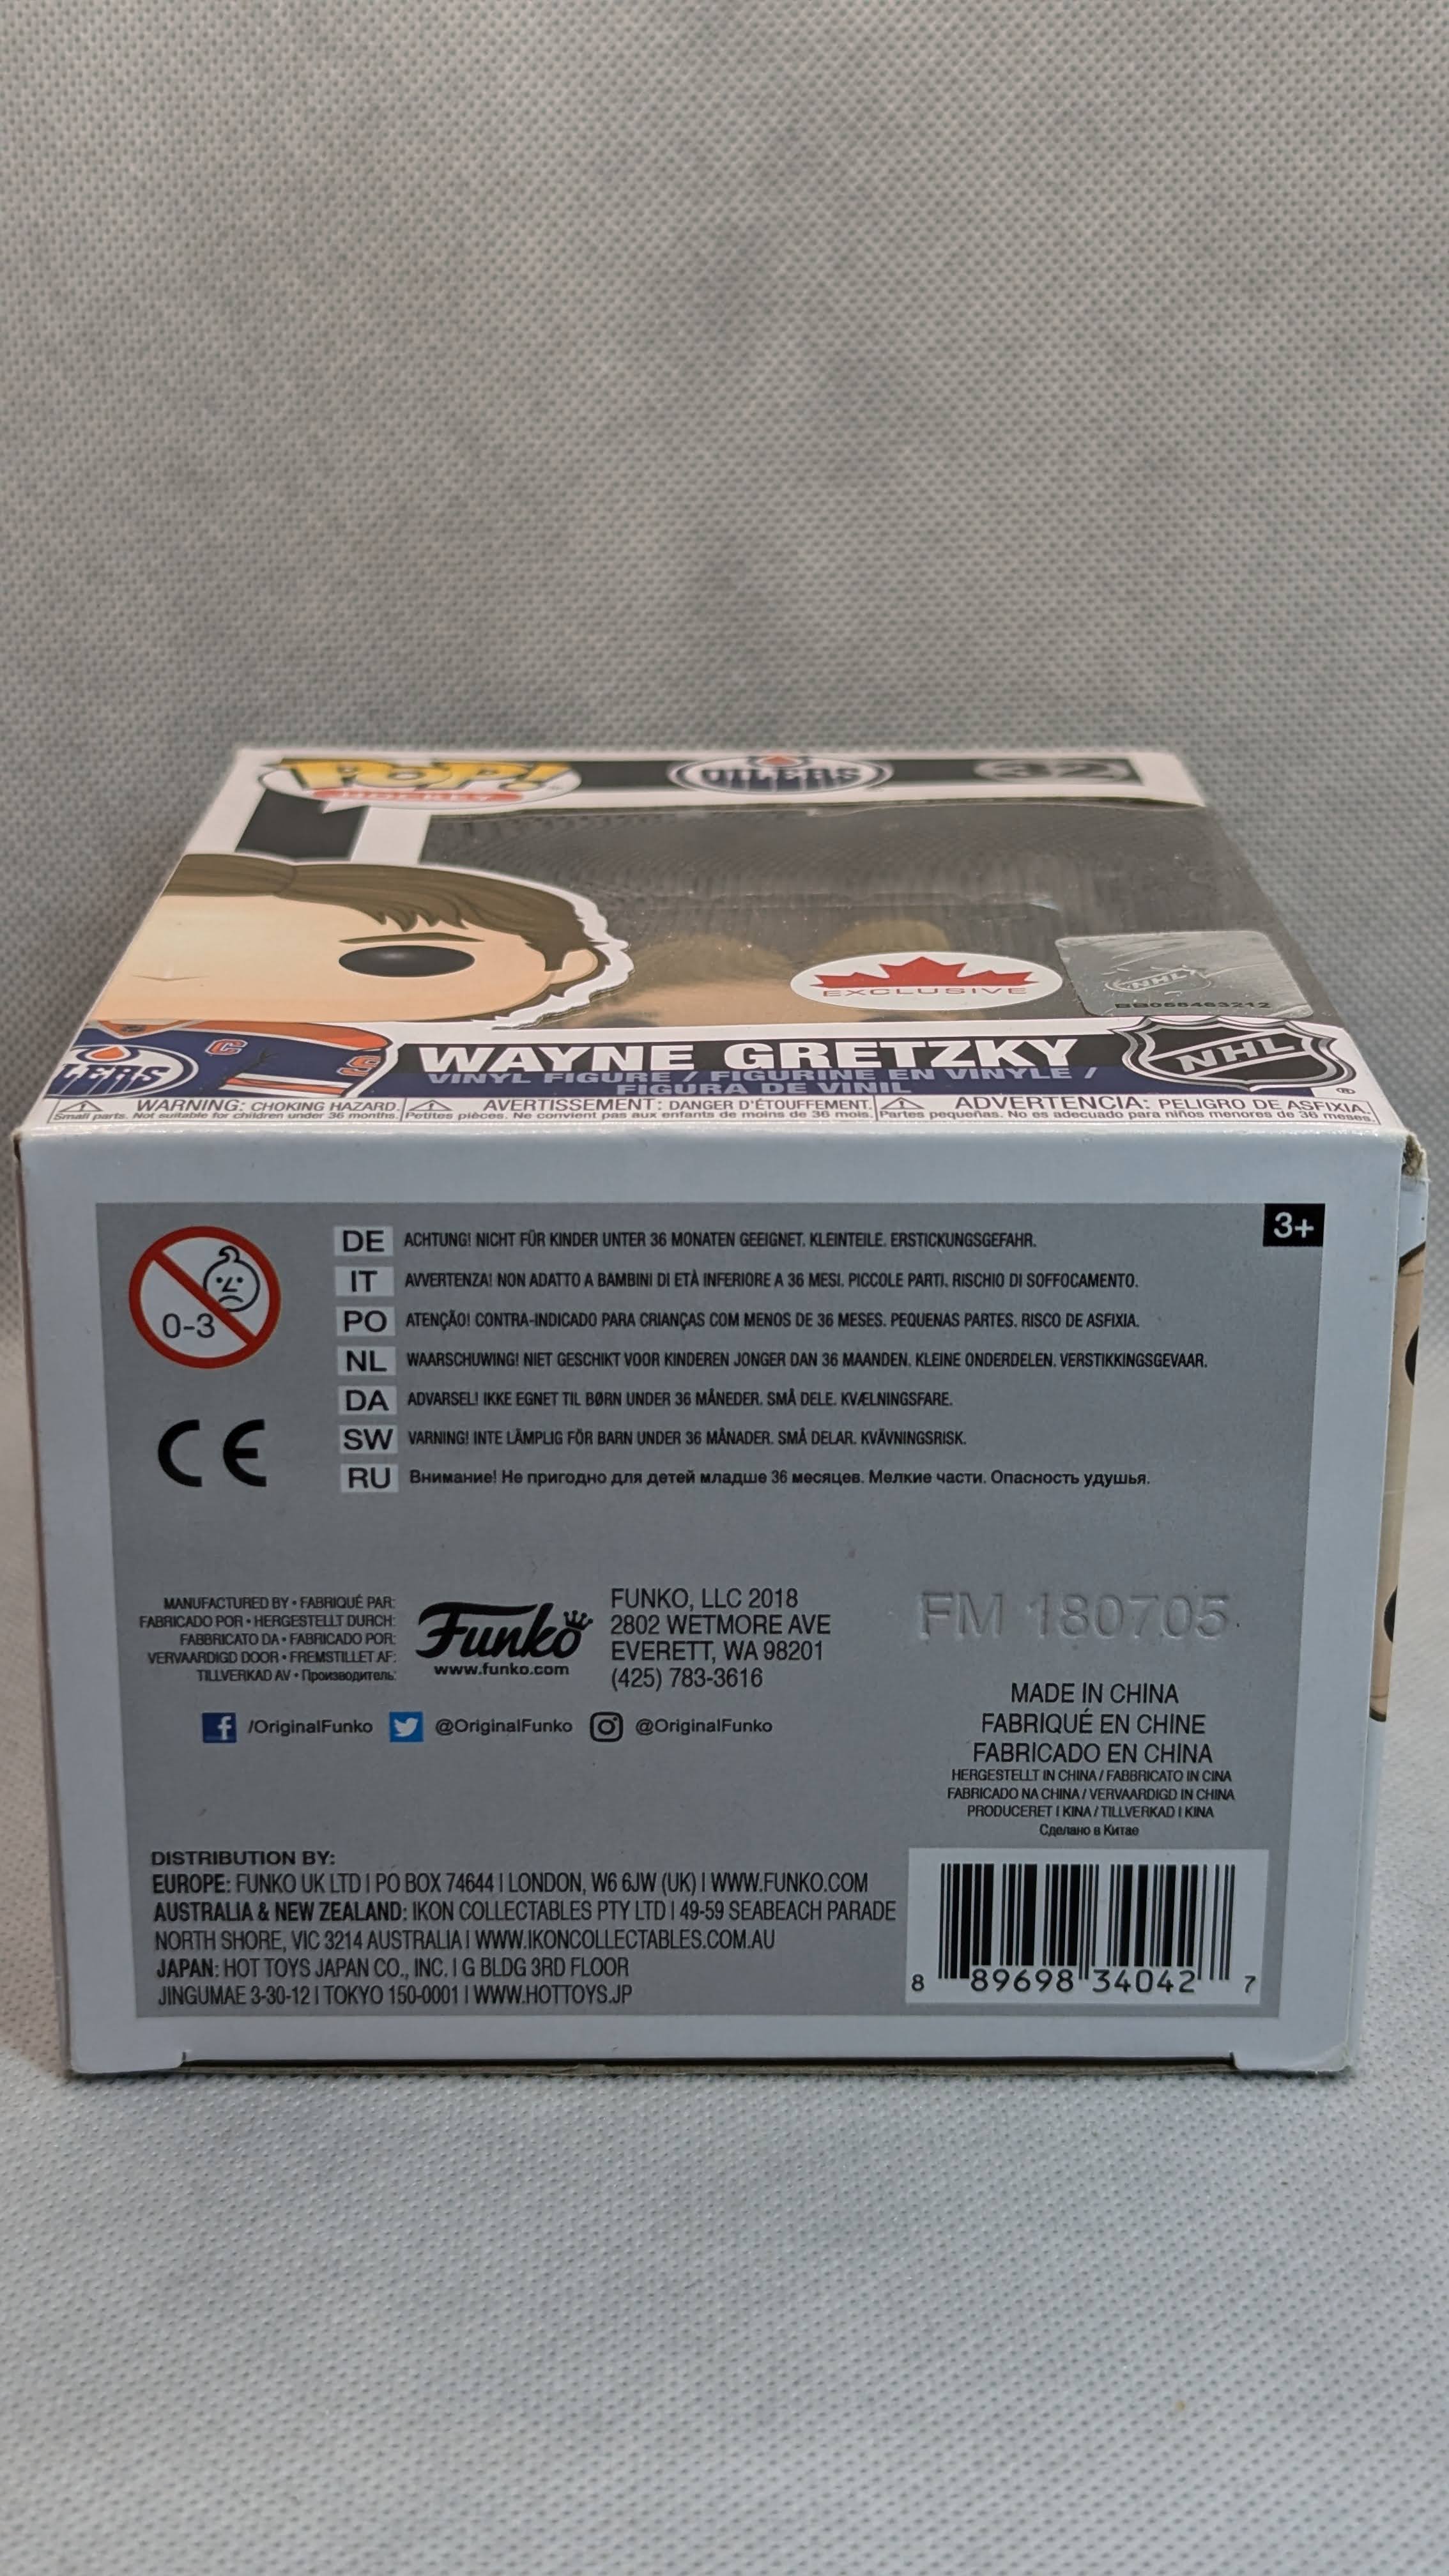 POP!
HOCKEY
OILERS
32
EXCLUSIVE
NHL
OILERS
C
WAYNE GRETZKY
NHL
®
VINYL FIGURE / FIGURINE EN VINYLE /
FIGURA DE VINIL
WARNING: CHOKING HAZARD.
Small parts. Not suitable for children under 36 months.
AVERTISSEMENT : DANGER D'ÉTOUFFEMENT.
Petites pièces. Ne convient pas aux enfants de moins de 36 mois.
ADVERTENCIA: PELIGRO DE ASFIXIA.
Partes pequeñas. No es adecuado para niños menores de 36 meses.
3+
0-3
DE ACHTUNG! NICHT FÜR KINDER UNTER 36 MONATEN GEEIGNET. KLEINTEILE. ERSTICKUNGSGEFAHR.
IT AVVERTENZA! NON ADATTO A BAMBINI DI ETÀ INFERIORE A 36 MESI. PICCOLE PARTI. RISCHIO DI SOFFOCAMENTO.
PO ATENÇÃO! CONTRA-INDICADO PARA CRIANÇAS COM MENOS DE 36 MESES. PEQUENAS PARTES. RISCO DE ASFIXIA.
NL WAARSCHUWING! NIET GESCHIKT VOOR KINDEREN JONGER DAN 36 MAANDEN. KLEINE ONDERDELEN. VERSTIKKINGSGEVAAR.
DA ADVARSEL! IKKE EGNET TIL BØRN UNDER 36 MÅNEDER. SMÅ DELE. KVÆLNINGSFARE.
SW VARNING! INTE LÄMPLIG FÖR BARN UNDER 36 MÅNADER. SMÅ DELAR. KVÄVNINGSRISK.
RU Внимание! Не пригодно для детей младше 36 месяцев. Мелкие части. Опасность удушья.
CE
MANUFACTURED BY • FABRIQUÉ PAR:
FABRICADO POR • HERGESTELLT DURCH:
FABBRICATO DA • FABRICADO POR:
VERVAARDIGD DOOR • FREMSTILLET AF:
TILLVERKAD AV • Производитель:
Funko
www.funko.com
FUNKO, LLC 2018
2802 WETMORE AVE
EVERETT, WA 98201
(425) 783-3616
FM 180705
/OriginalFunko @OriginalFunko @OriginalFunko
MADE IN CHINA
FABRIQUÉ EN CHINE
FABRICADO EN CHINA
HERGESTELLT IN CHINA / FABBRICATO IN CINA
FABRICADO NA CHINA / VERVAARDIGD IN CHINA
PRODUCERET I KINA / TILLVERKAD I KINA
Сделано в Китае
DISTRIBUTION BY:
EUROPE: FUNKO UK LTD | PO BOX 74644 | LONDON, W6 6JW (UK) | WWW.FUNKO.COM
AUSTRALIA & NEW ZEALAND: IKON COLLECTABLES PTY LTD | 49-59 SEABEACH PARADE
NORTH SHORE, VIC 3214 AUSTRALIA | WWW.IKONCOLLECTABLES.COM.AU
JAPAN: HOT TOYS JAPAN CO., INC. | G BLDG 3RD FLOOR
JINGUMAE 3-30-12 | TOKYO 150-0001 | WWW.HOTTOYS.JP
8 89698 34042 7